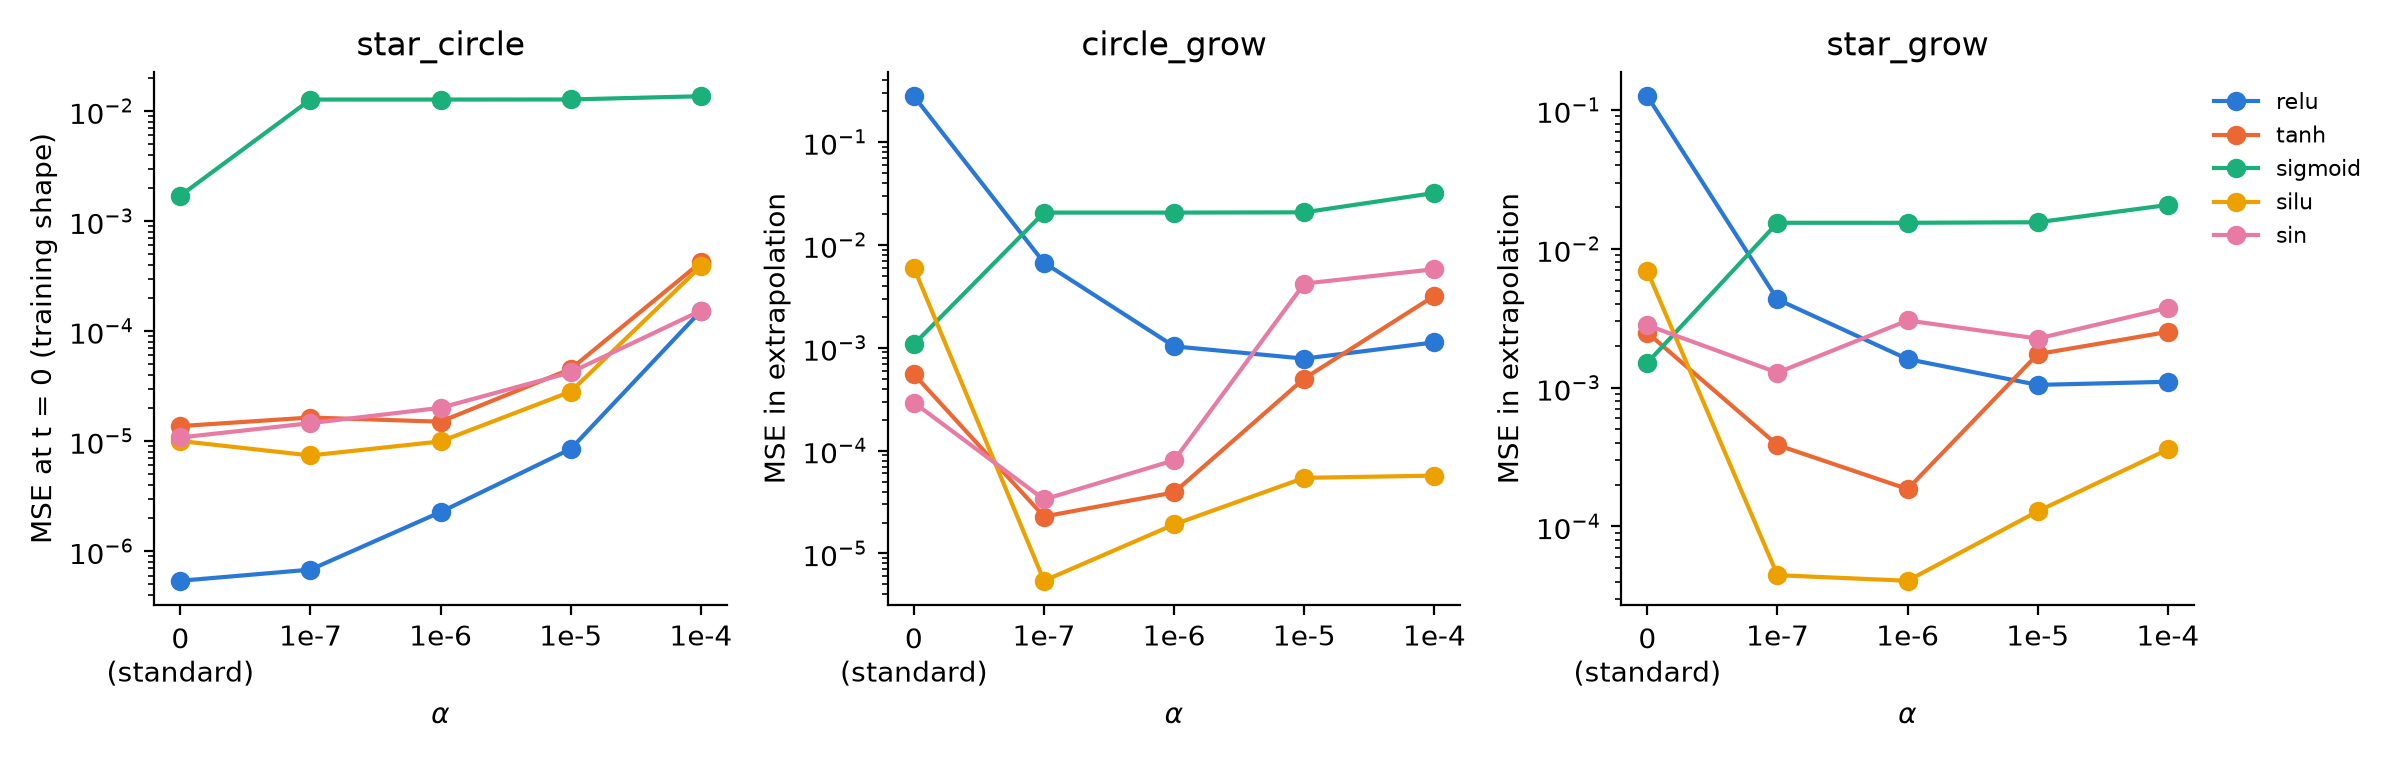 star_circle
MSE at t = 0 (training shape)
10⁻²
10⁻³
10⁻⁴
10⁻⁵
10⁻⁶
0 1e-7 1e-6 1e-5 1e-4
(standard)
α
circle_grow
MSE in extrapolation
10⁻¹
10⁻²
10⁻³
10⁻⁴
10⁻⁵
0 1e-7 1e-6 1e-5 1e-4
(standard)
α
star_grow
MSE in extrapolation
10⁻¹
10⁻²
10⁻³
10⁻⁴
0 1e-7 1e-6 1e-5 1e-4
(standard)
α
relu
tanh
sigmoid
silu
sin